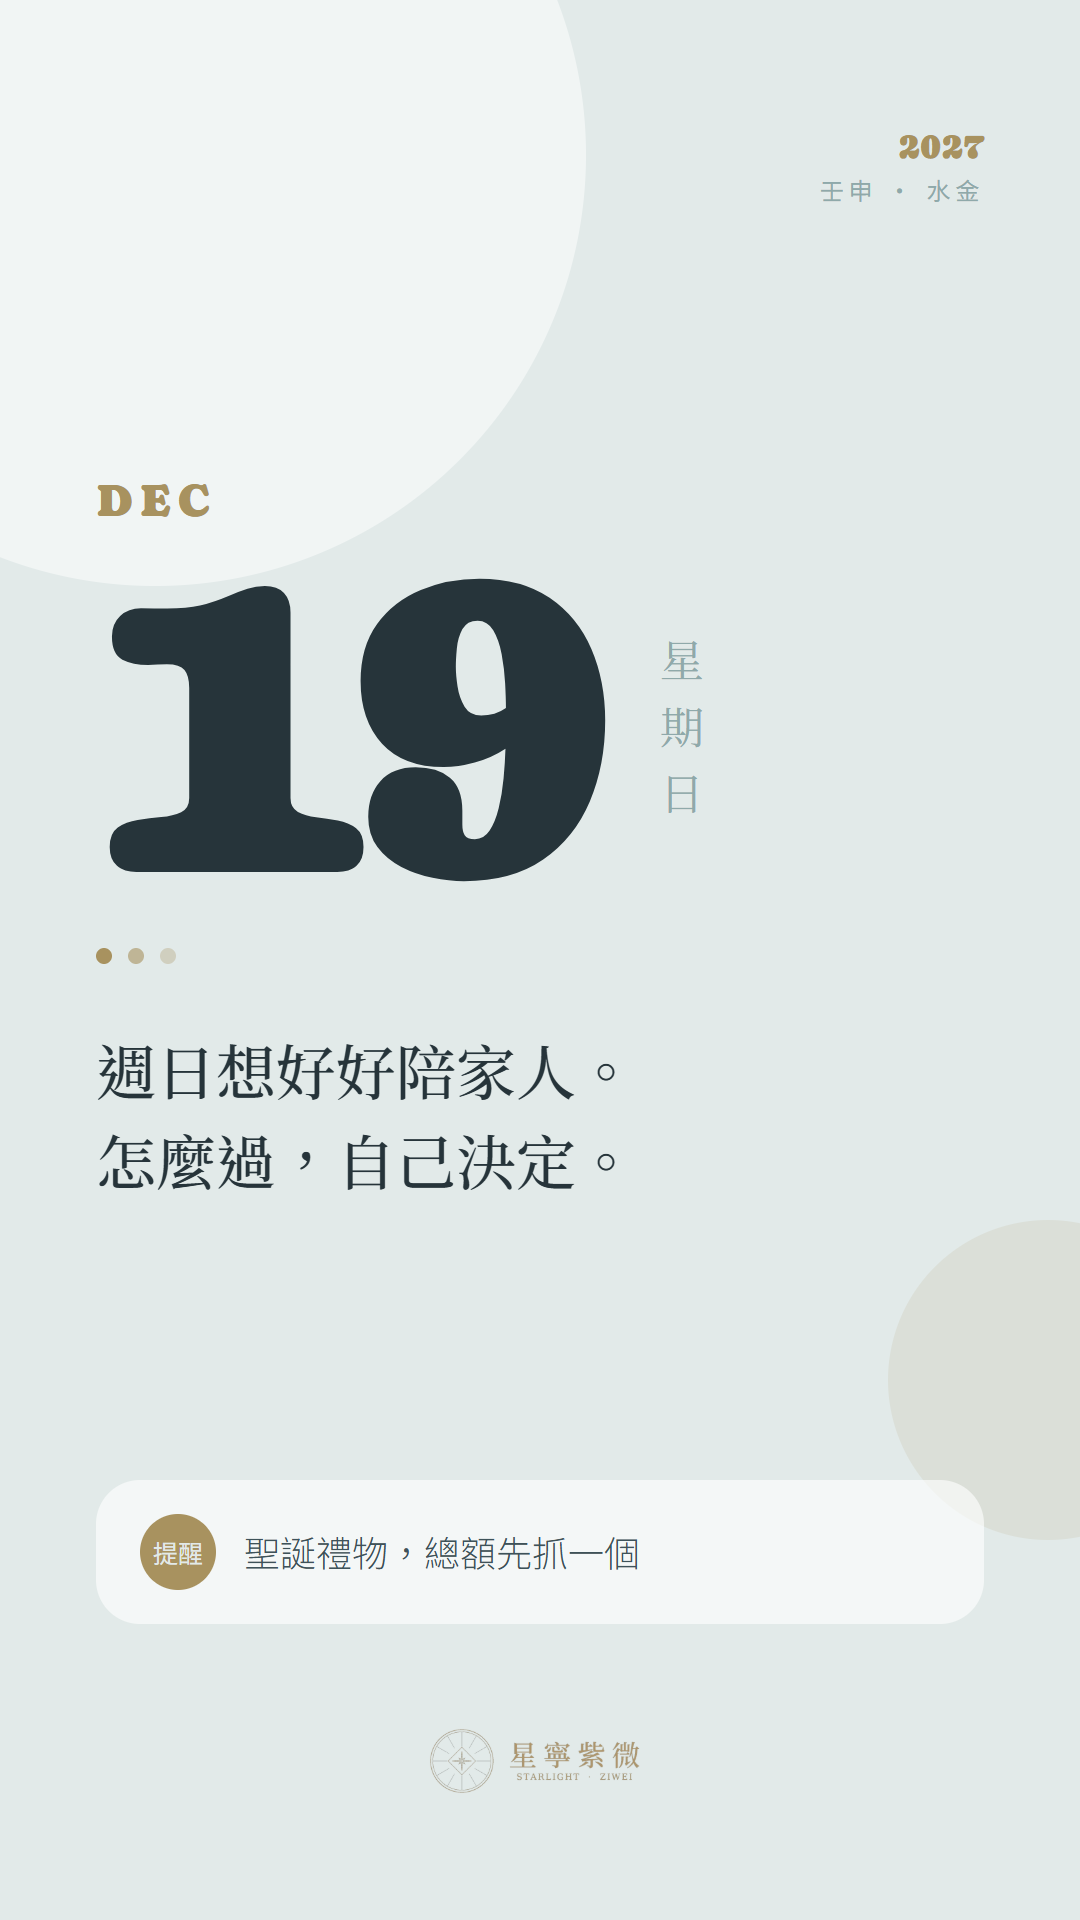 2027
壬申 · 水金
DEC
19
星期日
週日想好好陪家人。
怎麼過，自己決定。
提醒
聖誕禮物，總額先抓一個
星寧紫微
STARLIGHT · ZIWEI